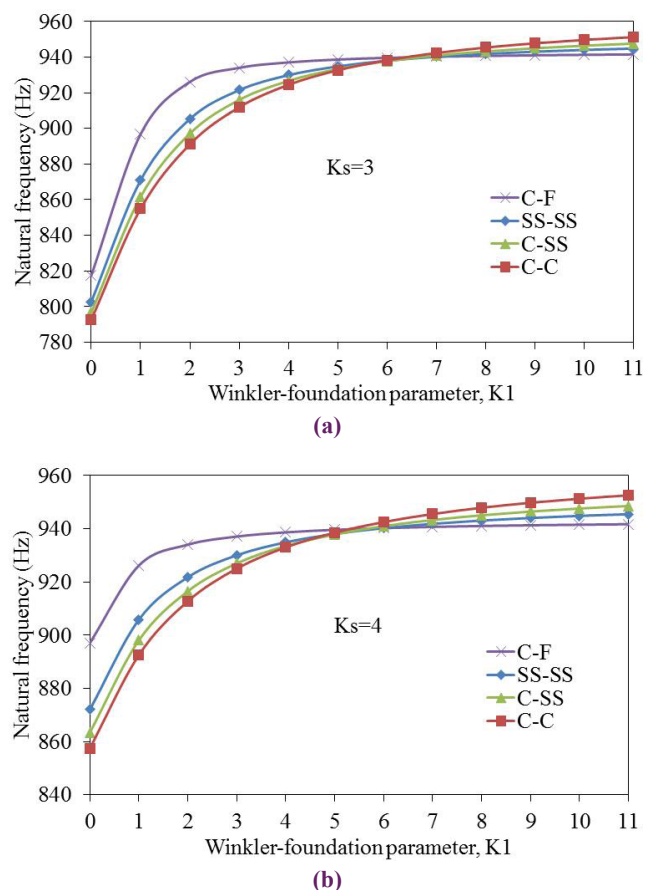 960
940
920
900
880
860
840
820
800
780
Natural frequency (Hz)
Ks=3
C-F
SS-SS
C-SS
C-C
0 1 2 3 4 5 6 7 8 9 10 11
Winkler-foundation parameter, K1
(a)
960
940
920
900
880
860
840
Natural frequency (Hz)
Ks=4
C-F
SS-SS
C-SS
C-C
0 1 2 3 4 5 6 7 8 9 10 11
Winkler-foundation parameter, K1
(b)